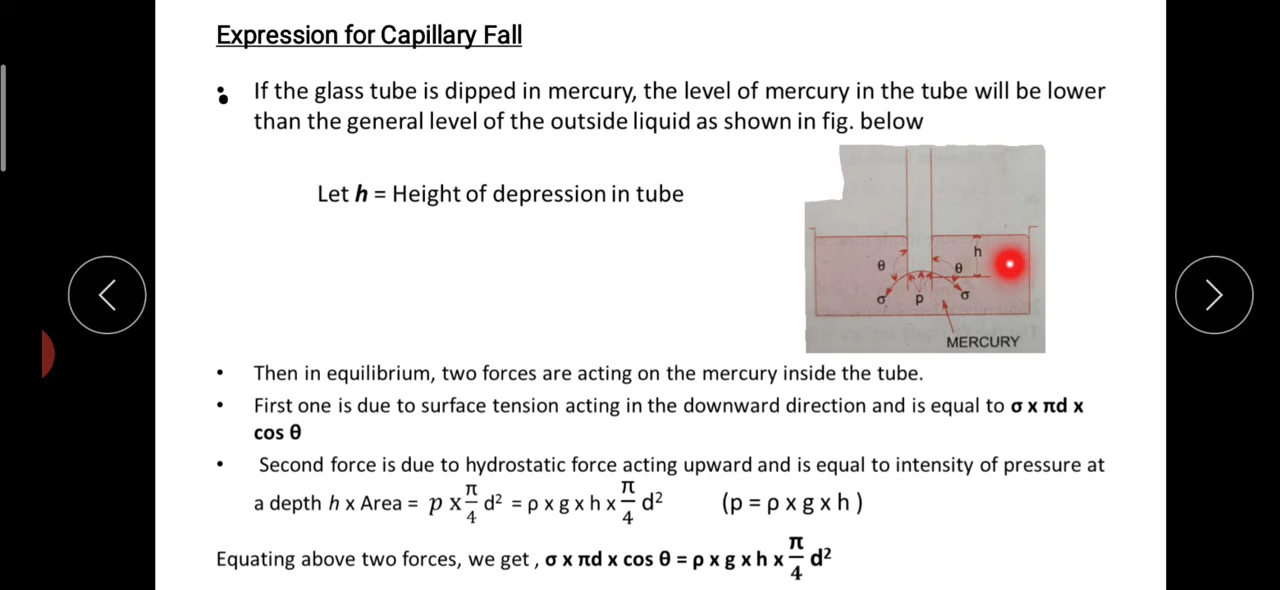 Expression for Capillary Fall
• If the glass tube is dipped in mercury, the level of mercury in the tube will be lower
than the general level of the outside liquid as shown in fig. below
Let h = Height of depression in tube
h
θ θ
σ p σ
MERCURY
• Then in equilibrium, two forces are acting on the mercury inside the tube.
• First one is due to surface tension acting in the downward direction and is equal to σ x πd x
cos θ
• Second force is due to hydrostatic force acting upward and is equal to intensity of pressure at
a depth h x Area = p x π/4 d² = ρ x g x h x π/4 d² (p = ρ x g x h )
Equating above two forces, we get , σ x πd x cos θ = ρ x g x h x π/4 d²